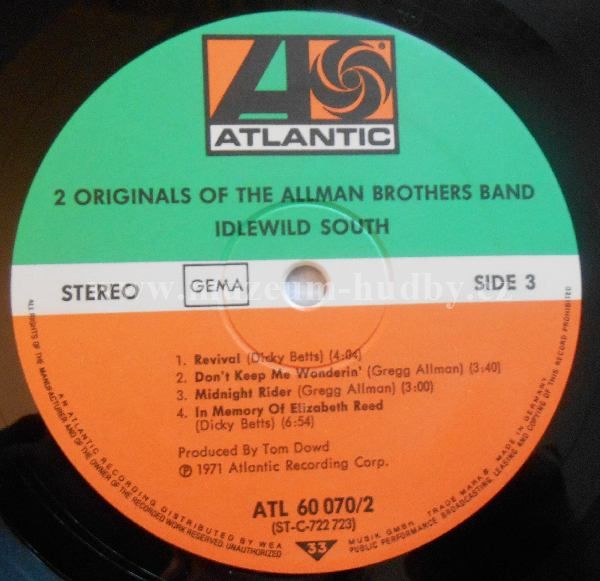 ATLANTIC
2 ORIGINALS OF THE ALLMAN BROTHERS BAND
IDLEWILD SOUTH
STEREO GEMA SIDE 3
www.muzeum-hudby.cz
1. Revival (Dicky Betts) (4:04)
2. Don't Keep Me Wonderin' (Gregg Allman) (3:40)
3. Midnight Rider (Gregg Allman) (3:00)
4. In Memory Of Elizabeth Reed
(Dicky Betts) (6:54)
Produced By Tom Dowd
℗ 1971 Atlantic Recording Corp.
ATL 60 070/2
(ST-C-722 723)
33
ALL RIGHTS OF THE MANUFACTURER AND OF THE OWNER OF THE RECORDED WORK RESERVED. UNAUTHORIZED PUBLIC PERFORMANCE BROADCASTING, LEASING AND COPYING OF THIS RECORD PROHIBITED
AN ATLANTIC RECORDING DISTRIBUTED BY WEA MUSIK GMBH TRADE MARK ® MADE IN GERMANY